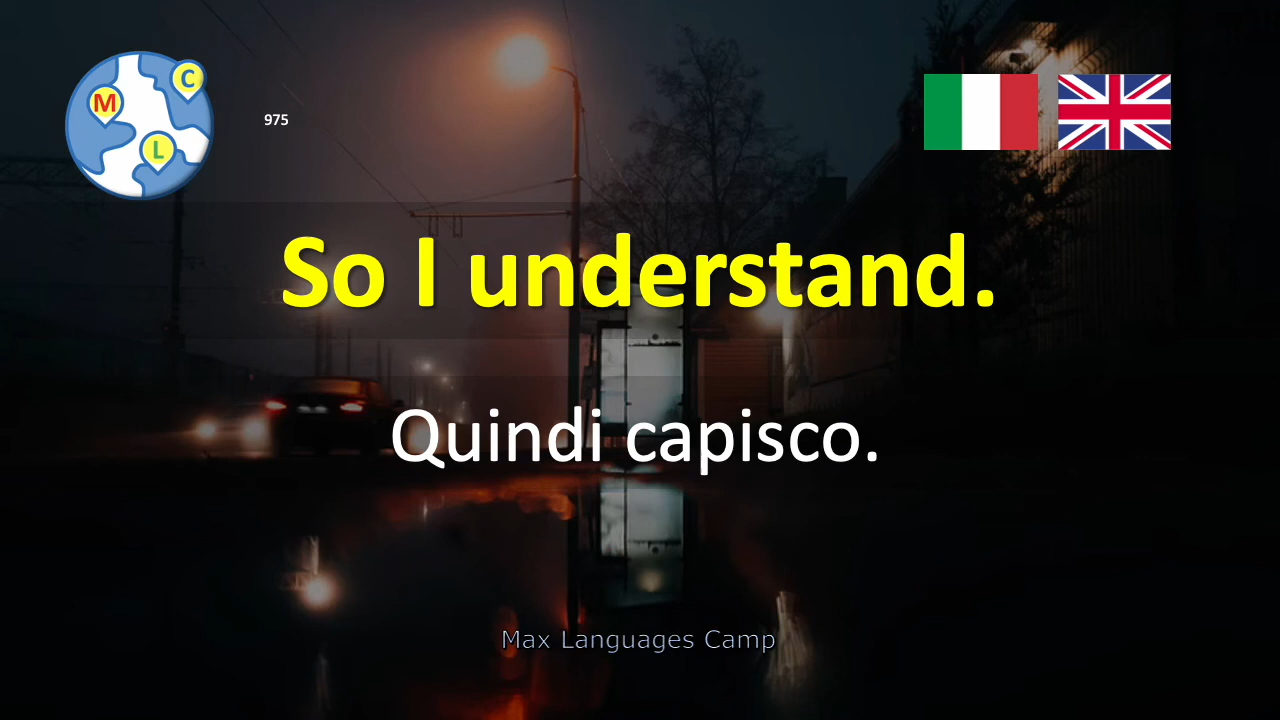 M
C
L
975
So I understand.
Quindi capisco.
Max Languages Camp